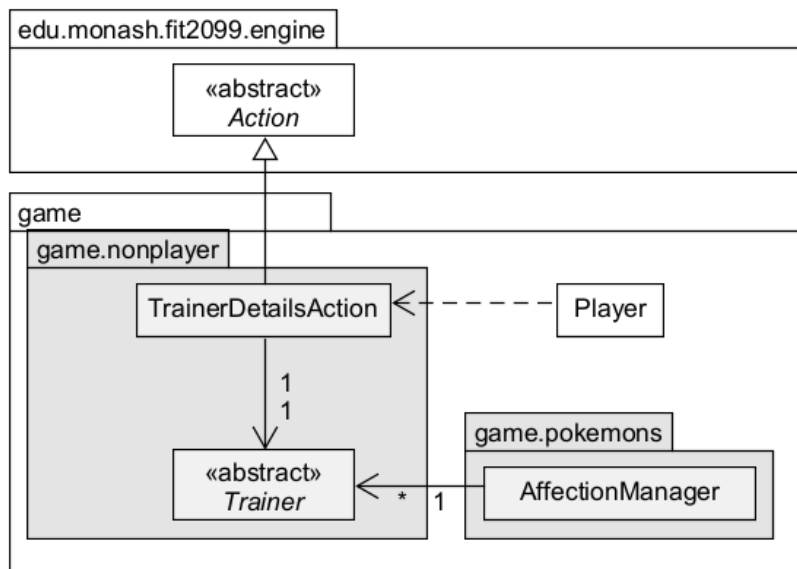 edu.monash.fit2099.engine
«abstract»
Action
game
game.nonplayer
TrainerDetailsAction
Player
1
1
game.pokemons
«abstract»
Trainer
* 1
AffectionManager